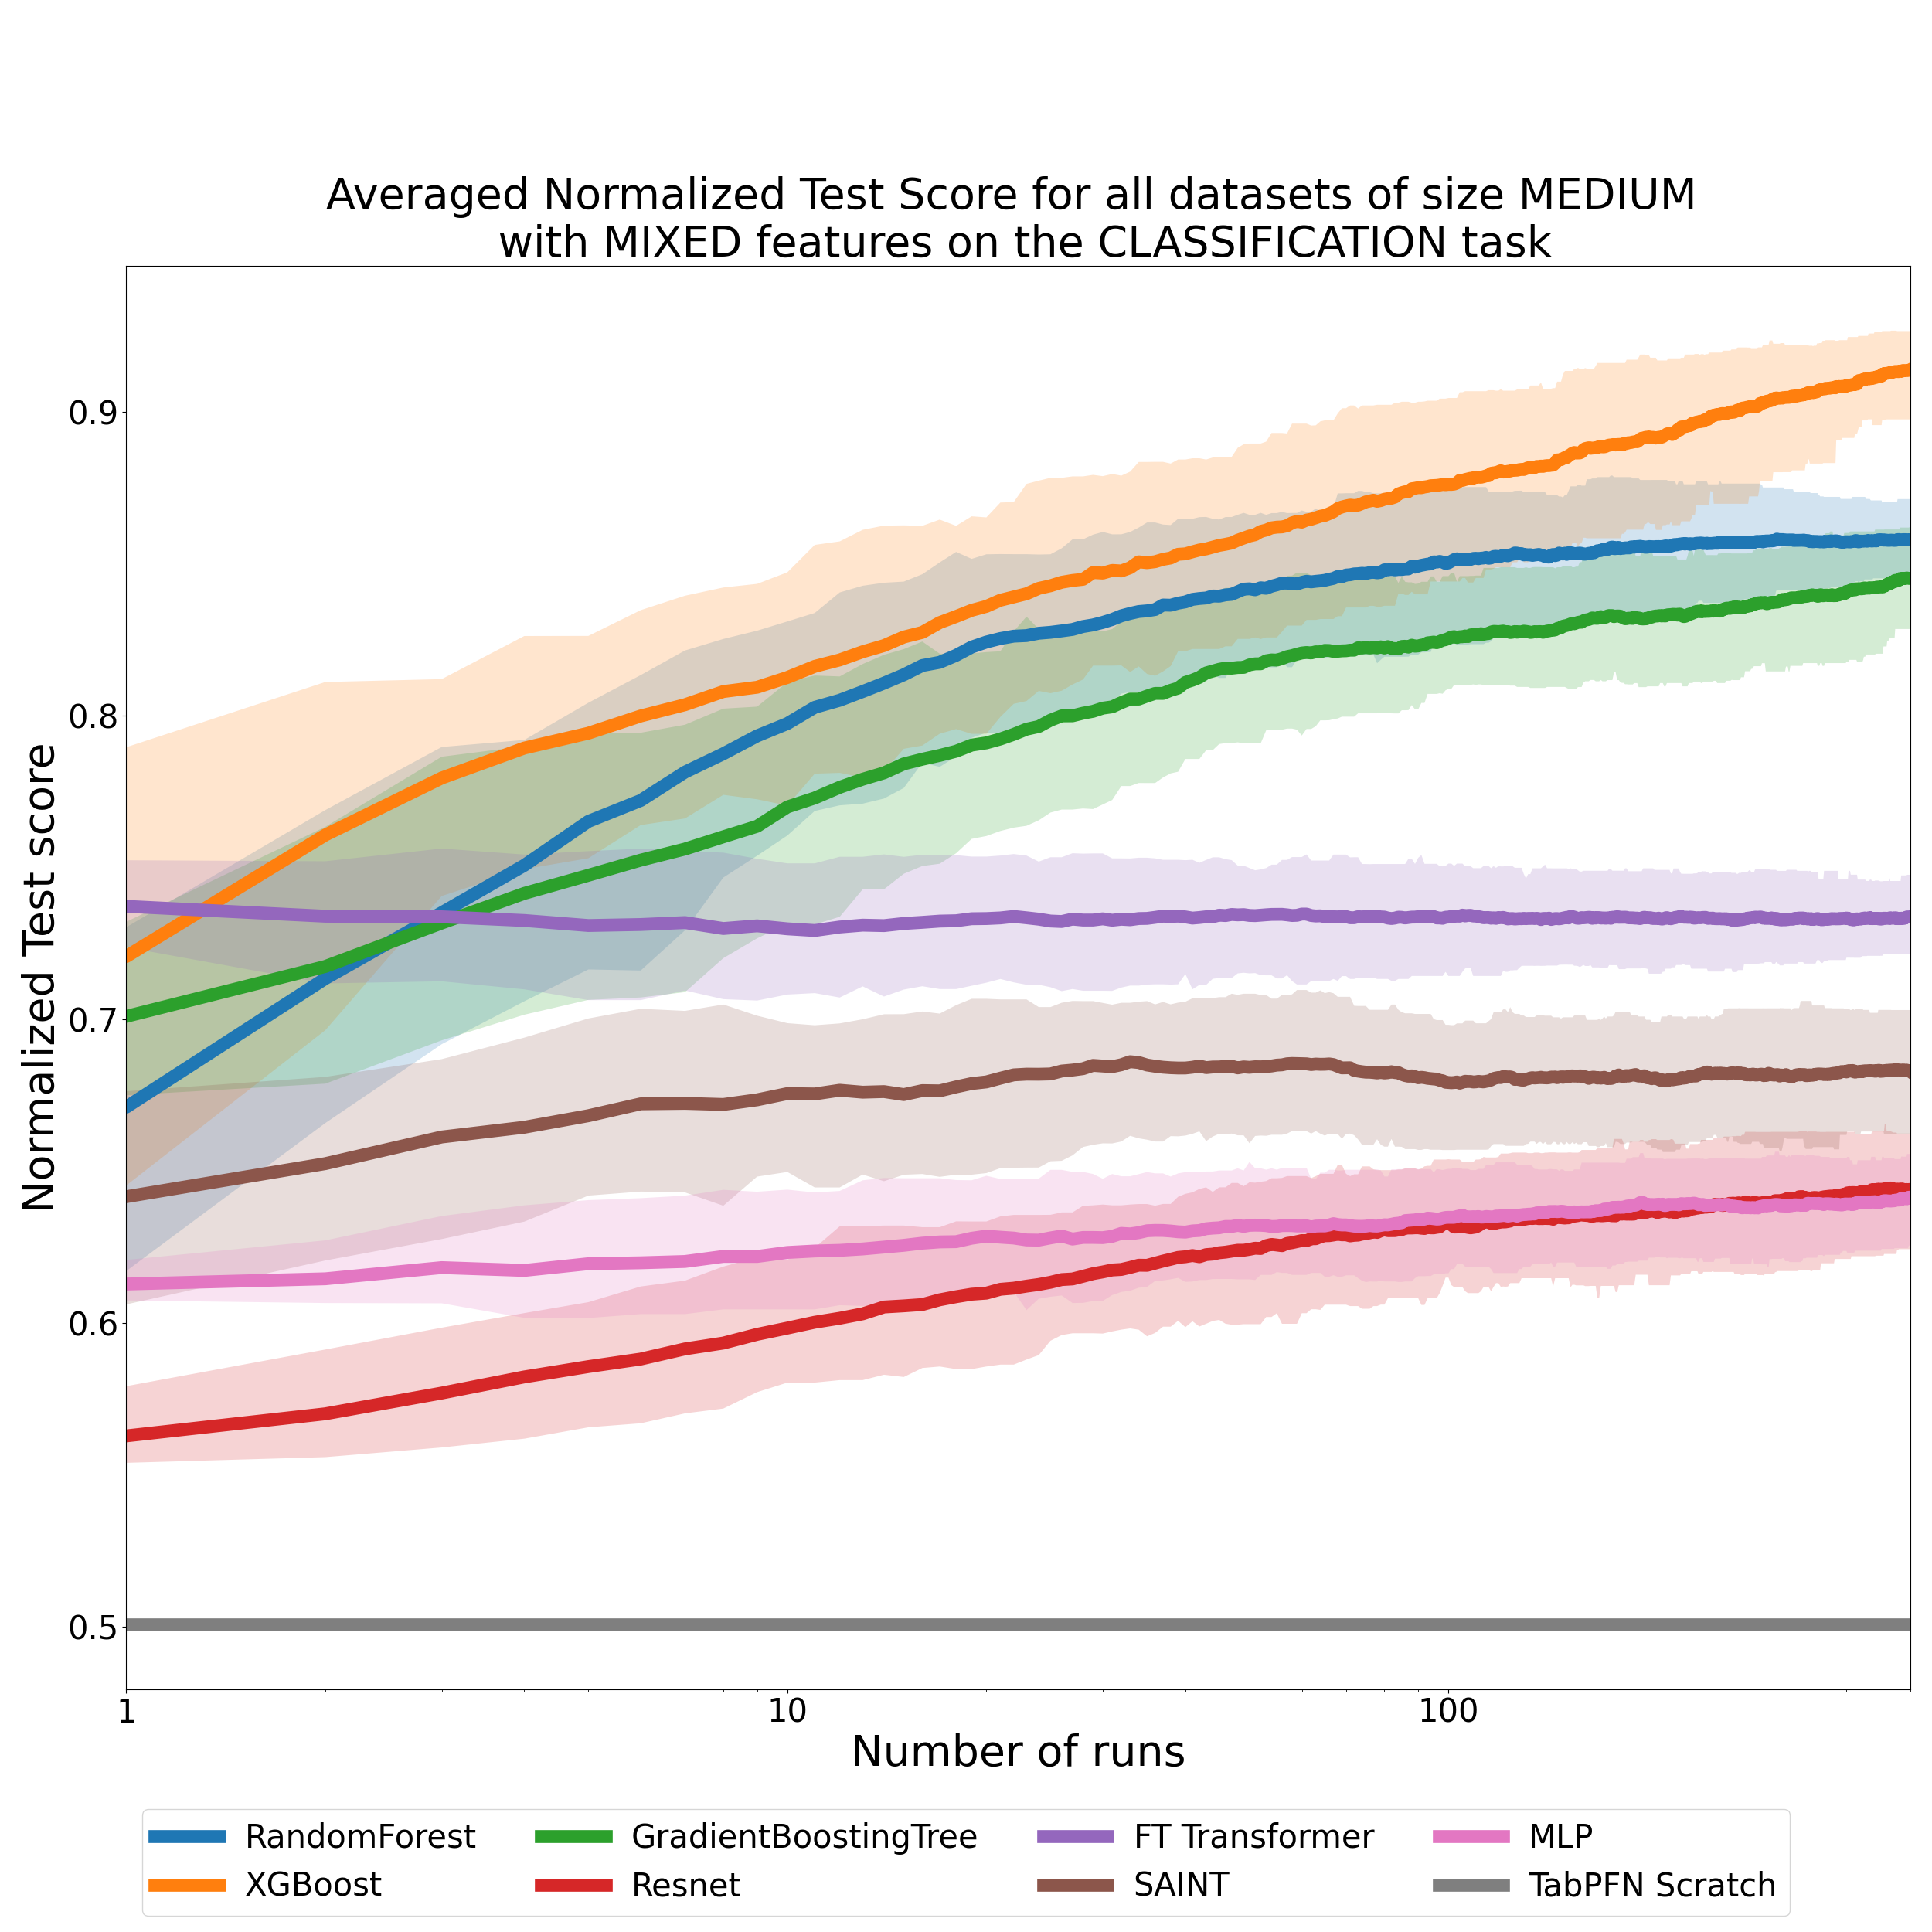 Averaged Normalized Test Score for all datasets of size MEDIUM
with MIXED features on the CLASSIFICATION task
Normalized Test score
0.9
0.8
0.7
0.6
0.5
1
10
100
Number of runs
RandomForest
GradientBoostingTree
FT Transformer
MLP
XGBoost
Resnet
SAINT
TabPFN Scratch